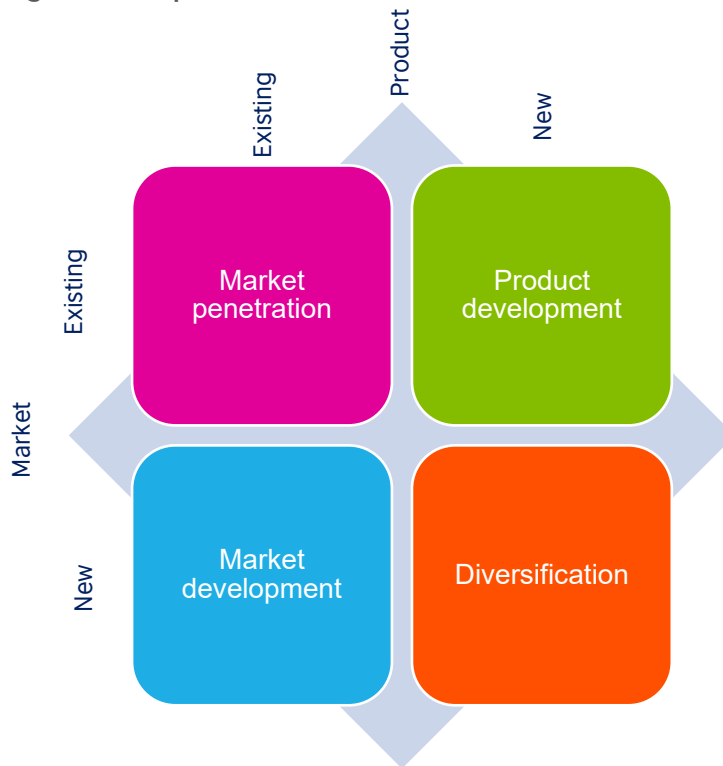 Product
Existing
New
Existing
Market
penetration
Product
development
Market
New
Market
development
Diversification